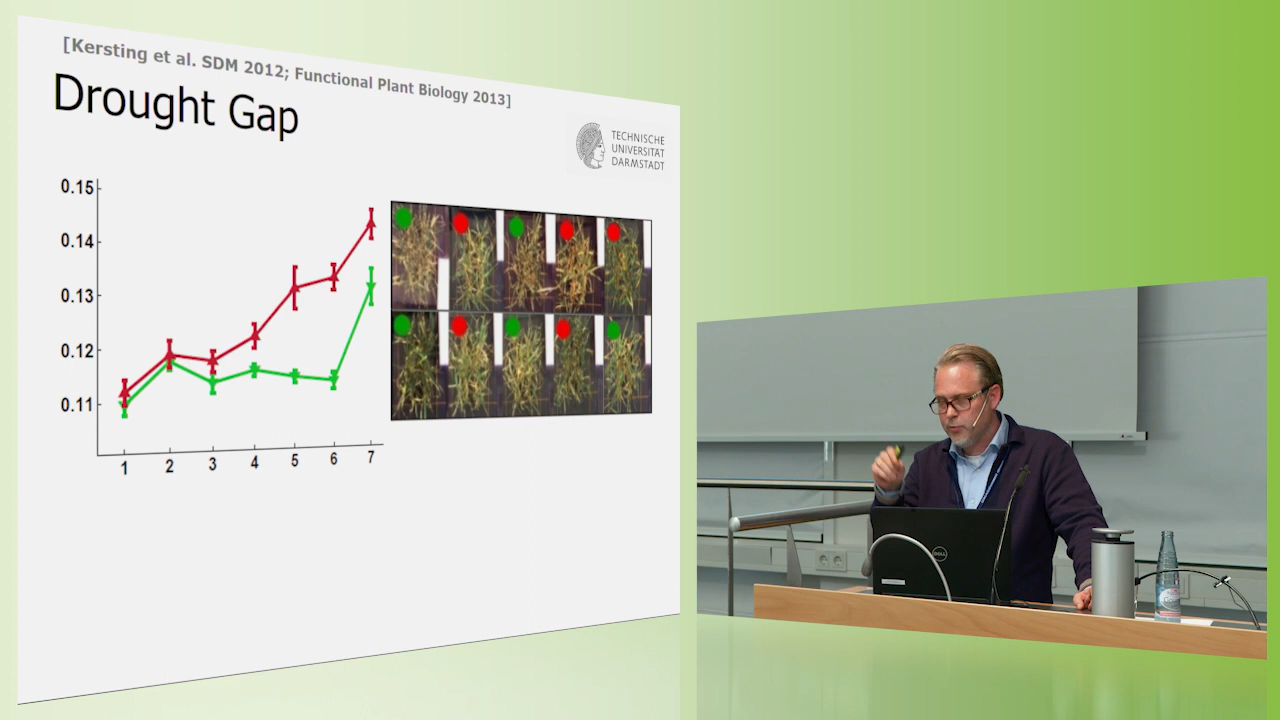 [Kersting et al. SDM 2012; Functional Plant Biology 2013]
Drought Gap
TECHNISCHE
UNIVERSITÄT
DARMSTADT
0.15
0.14
0.13
0.12
0.11
1 2 3 4 5 6 7
DELL